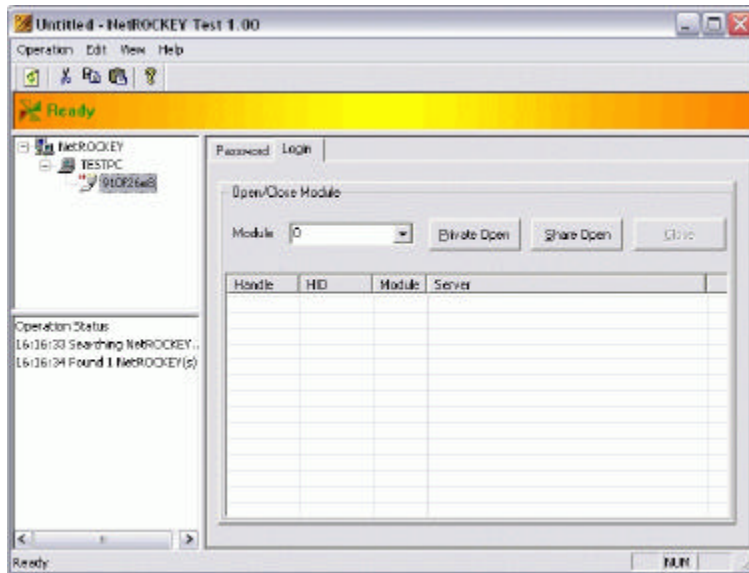 Untitled - NetROCKEY Test 1.00
Operation Edit View Help
Ready
NetROCKEY
TESTPC
910F26e8
Password Login
Open/Close Module
Module 0 Private Open Share Open Close
Handle HID Module Server
Operation Status
16:16:33 Searching NetROCKEY..
16:16:34 Found 1 NetROCKEY(s)
Ready NUM